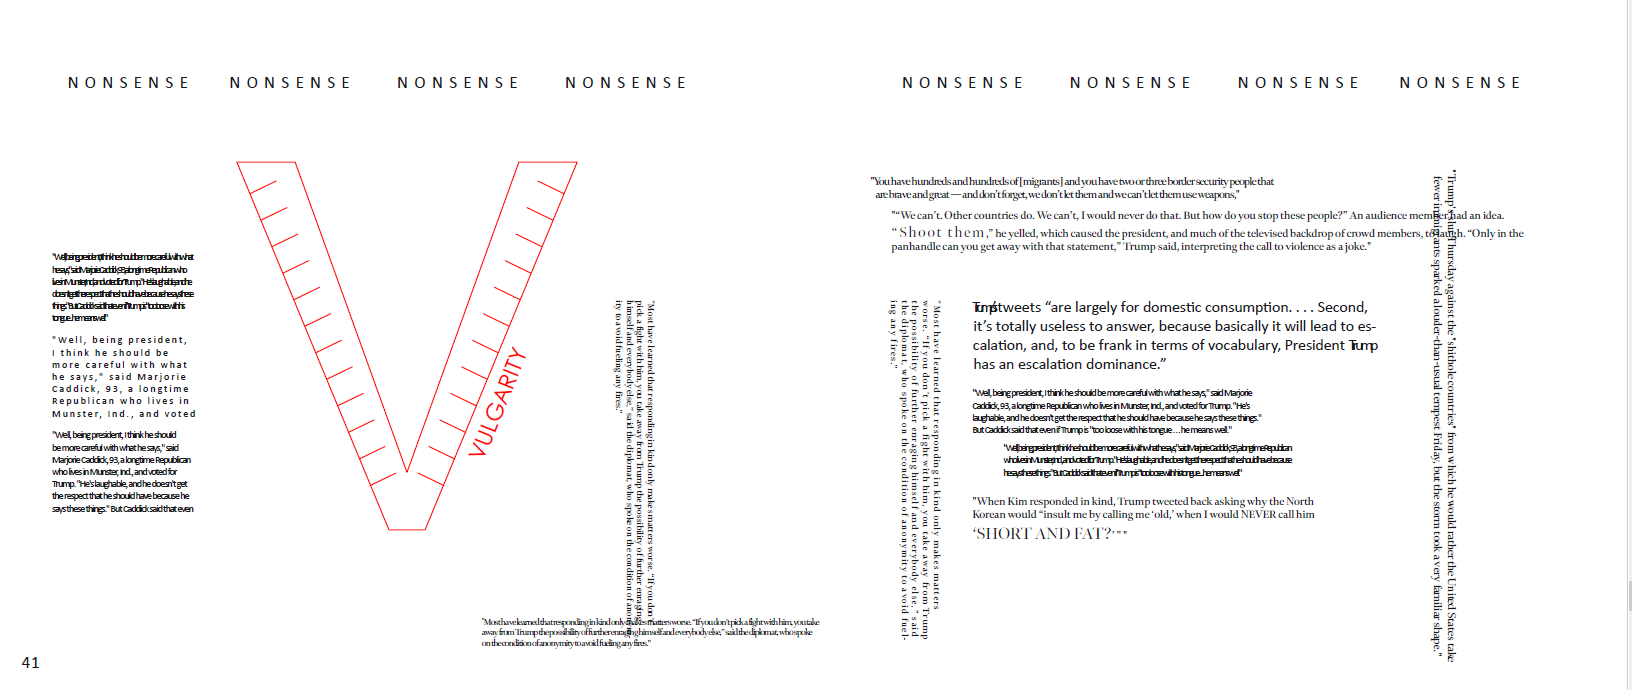 NONSENSE NONSENSE NONSENSE NONSENSE
"Well, being president, I think he should be more careful with what
he says," said Marjorie Caddick, 93, a longtime Republican who
lives in Munster, Ind., and voted for Trump. "He's laughable, and he
doesn't get the respect that he should have because he says these
things." But Caddick said that even if Trump is "too loose with his
tongue ... he means well."
"Well, being president,
I think he should be
more careful with what
he says," said Marjorie
Caddick, 93, a longtime
Republican who lives in
Munster, Ind., and voted
"Well, being president, I think he should
be more careful with what he says," said
Marjorie Caddick, 93, a longtime Republican
who lives in Munster, Ind., and voted for
Trump. "He's laughable, and he doesn't get
the respect that he should have because he
says these things." But Caddick said that even
V
VULGARITY
"Most have learned that responding in kind only makes matters worse. "If you don't
pick a fight with him, you take away from Trump the possibility of further enraging
himself and everybody else," said the diplomat, who spoke on the condition of anonym-
ity to avoid fueling any fires."
"Most have learned that responding in kind only makes matters worse. "If you don't pick a fight with him, you take
away from Trump the possibility of further enraging himself and everybody else," said the diplomat, who spoke
on the condition of anonymity to avoid fueling any fires."
41
NONSENSE NONSENSE NONSENSE NONSENSE
"You have hundreds and hundreds of [migrants] and you have two or three border security people that
are brave and great — and don't forget, we don't let them and we can't let them use weapons,"
"“We can’t. Other countries do. We can’t, I would never do that. But how do you stop these people?” An audience member had an idea.
“Shoot them,” he yelled, which caused the president, and much of the televised backdrop of crowd members, to laugh. “Only in the
panhandle can you get away with that statement,” Trump said, interpreting the call to violence as a joke."
"Most have learned that responding in kind only makes matters
worse. "If you don't pick a fight with him, you take away from Trump
the possibility of further enraging himself and everybody else," said
the diplomat, who spoke on the condition of anonymity to avoid fuel-
ing any fires."
Trump's tweets “are largely for domestic consumption. . . . Second,
it’s totally useless to answer, because basically it will lead to es-
calation, and, to be frank in terms of vocabulary, President Trump
has an escalation dominance.”
"Well, being president, I think he should be more careful with what he says," said Marjorie
Caddick, 93, a longtime Republican who lives in Munster, Ind., and voted for Trump. "He's
laughable, and he doesn't get the respect that he should have because he says these things."
But Caddick said that even if Trump is "too loose with his tongue ... he means well."
"Well, being president, I think he should be more careful with what he says," said Marjorie Caddick, 93, a longtime Republican
who lives in Munster, Ind., and voted for Trump. "He's laughable, and he doesn't get the respect that he should have because
he says these things." But Caddick said that even if Trump is "too loose with his tongue ... he means well."
"When Kim responded in kind, Trump tweeted back asking why the North
Korean would “insult me by calling me ‘old,’ when I would NEVER call him
‘SHORT AND FAT?’""
"Trump's slur Thursday against the "shithole countries" from which he would rather the United States take
fewer immigrants sparked a louder-than-usual tempest Friday, but the storm took a very familiar shape."